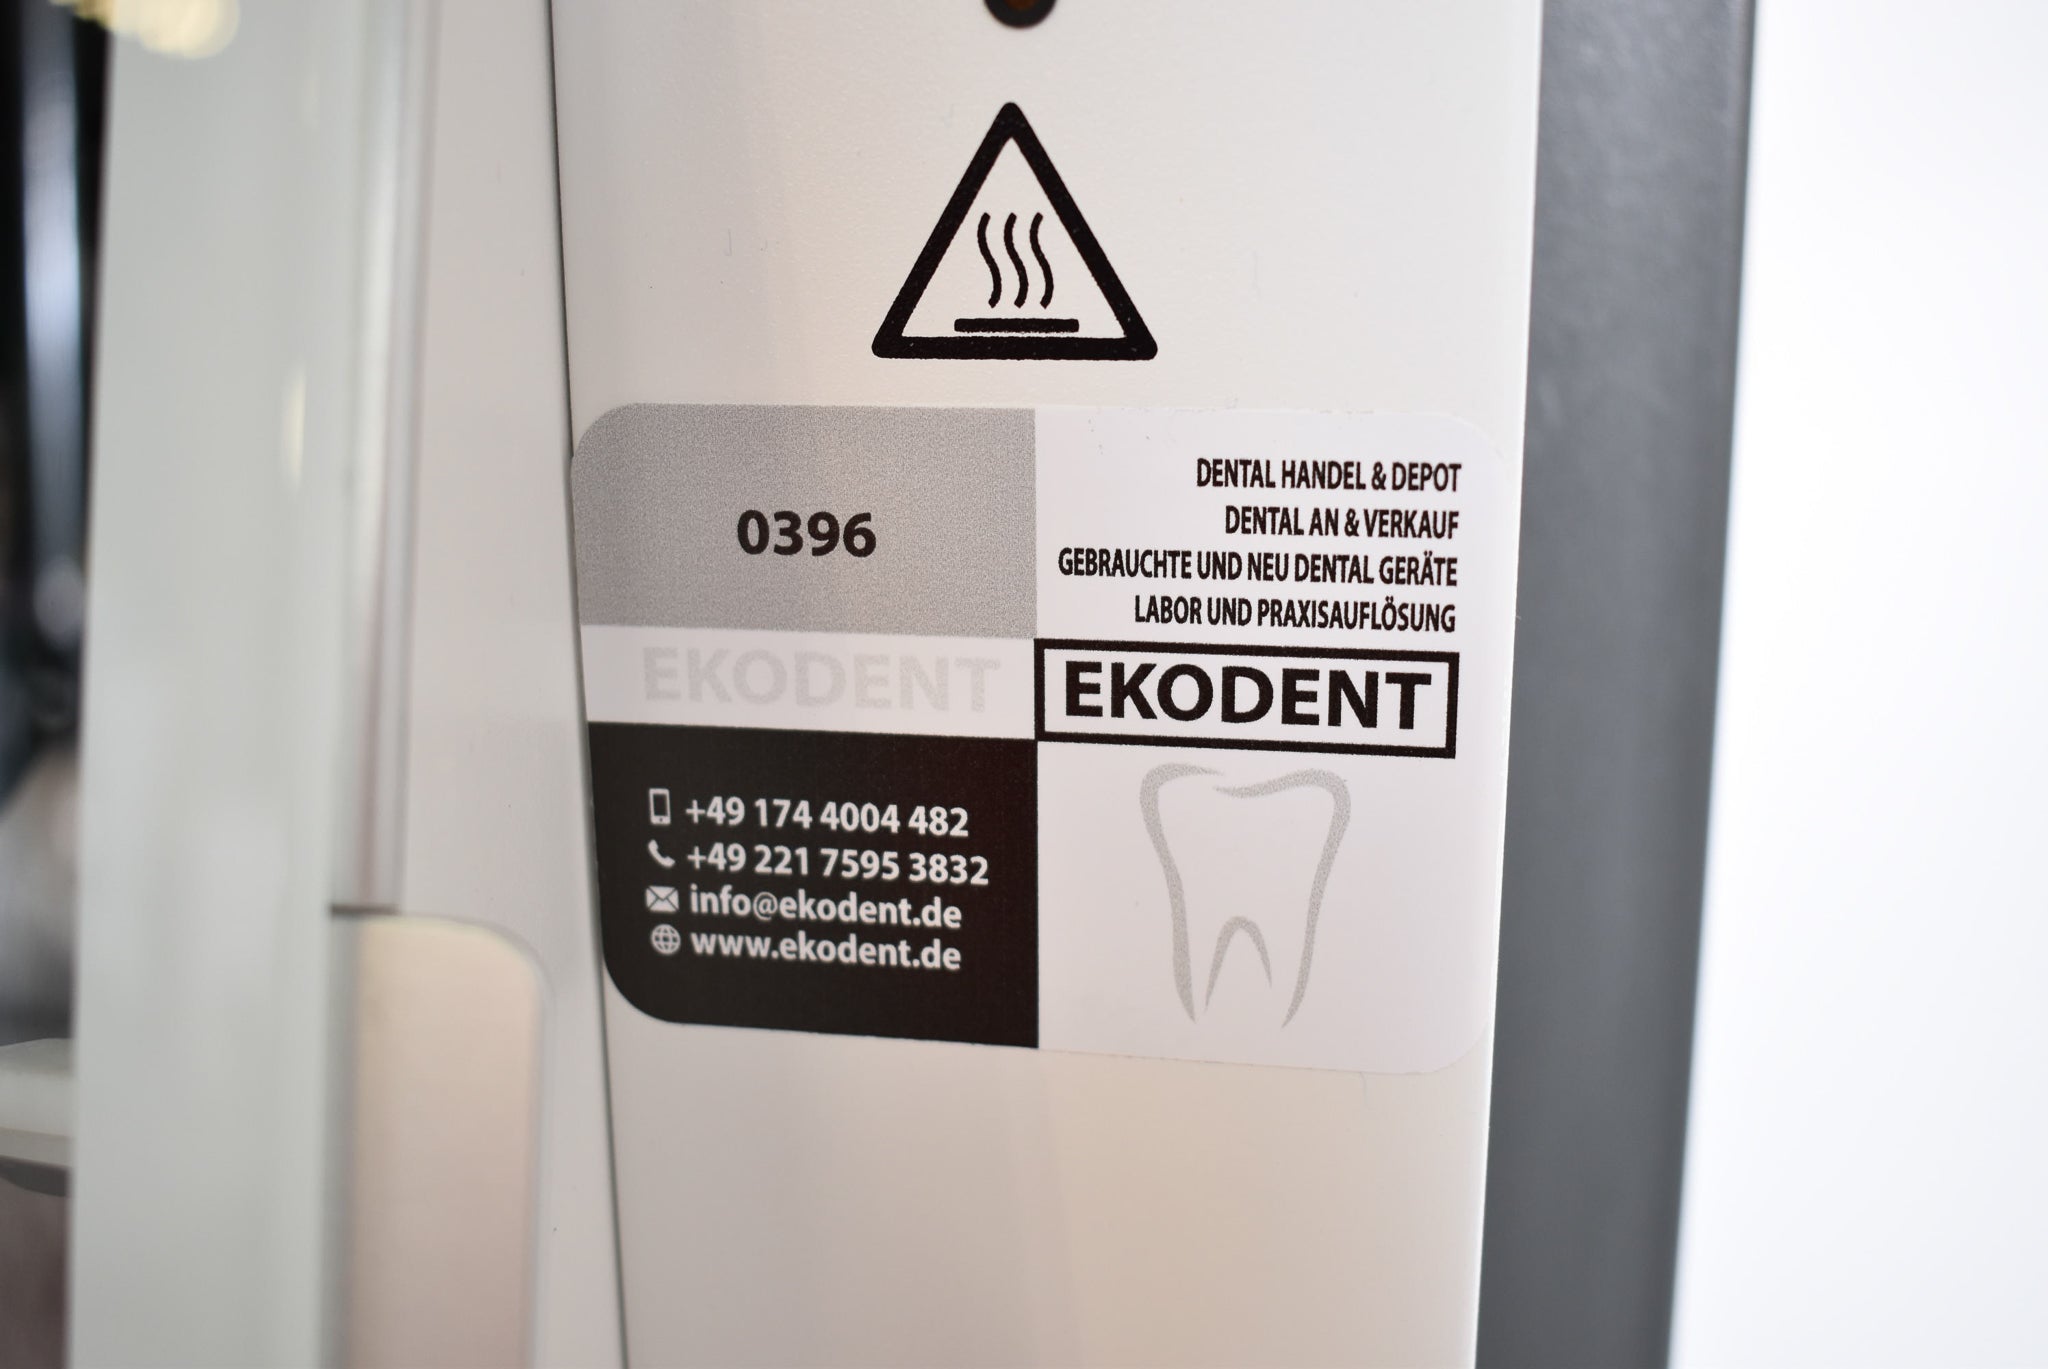 0396
DENTAL HANDEL & DEPOT
DENTAL AN & VERKAUF
GEBRAUCHTE UND NEU DENTAL GERÄTE
LABOR UND PRAXISAUFLÖSUNG
EKODENT
EKODENT
+49 174 4004 482
+49 221 7595 3832
info@ekodent.de
www.ekodent.de